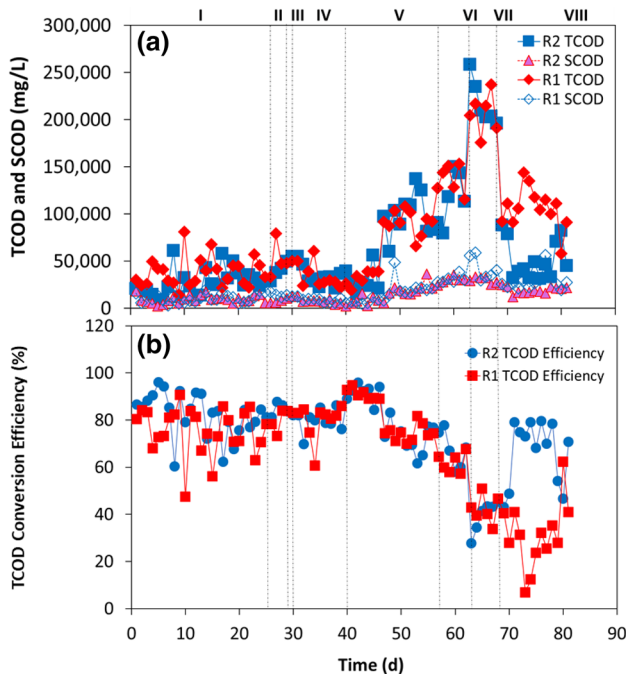 I II III IV V VI VII VIII
(a)
TCOD and SCOD (mg/L)
300,000
250,000
200,000
150,000
100,000
50,000
0
R2 TCOD
R2 SCOD
R1 TCOD
R1 SCOD
(b)
TCOD Conversion Efficiency (%)
120
100
80
60
40
20
0
R2 TCOD Efficiency
R1 TCOD Efficiency
0 10 20 30 40 50 60 70 80 90
Time (d)